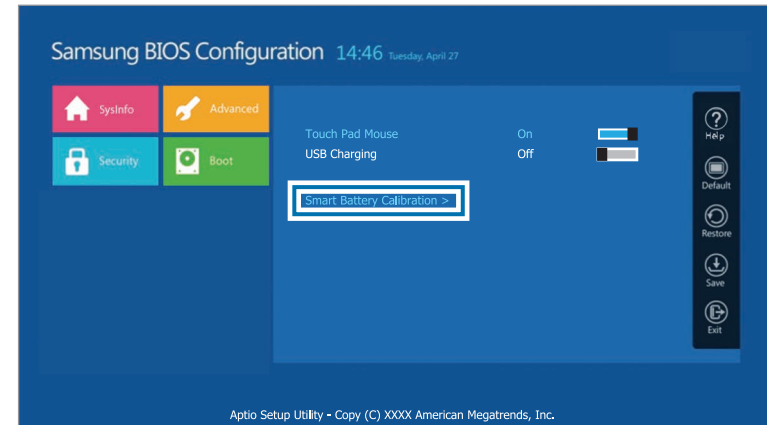 Samsung BIOS Configuration 14:46 Tuesday, April 27
SysInfo
Advanced
Security
Boot
Touch Pad Mouse On
USB Charging Off
Smart Battery Calibration >
Help
Default
Restore
Save
Exit
Aptio Setup Utility - Copy (C) XXXX American Megatrends, Inc.